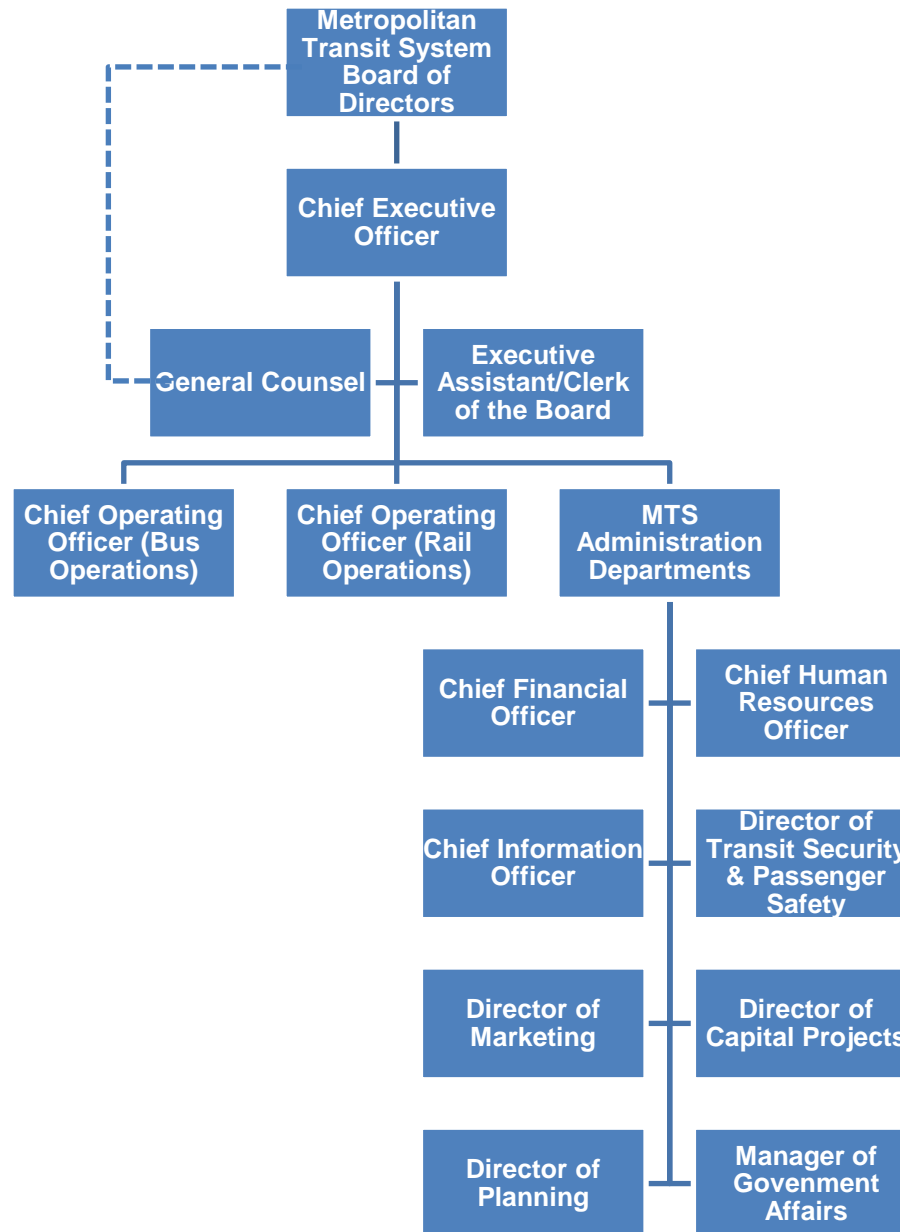 Metropolitan
Transit System
Board of
Directors
Chief Executive
Officer
General Counsel
Executive
Assistant/Clerk
of the Board
Chief Operating
Officer (Bus
Operations)
Chief Operating
Officer (Rail
Operations)
MTS
Administration
Departments
Chief Financial
Officer
Chief Human
Resources
Officer
Chief Information
Officer
Director of
Transit Security
& Passenger
Safety
Director of
Marketing
Director of
Capital Projects
Director of
Planning
Manager of
Govenment
Affairs